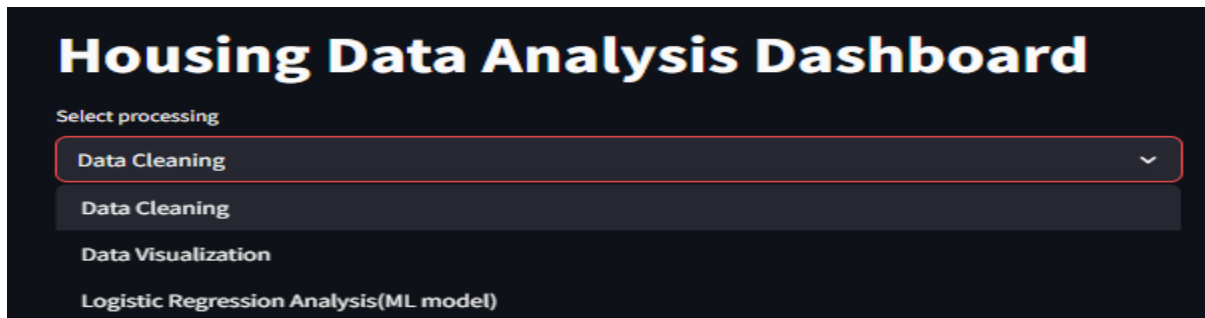 Housing Data Analysis Dashboard
Select processing
Data Cleaning
Data Cleaning
Data Visualization
Logistic Regression Analysis(ML model)